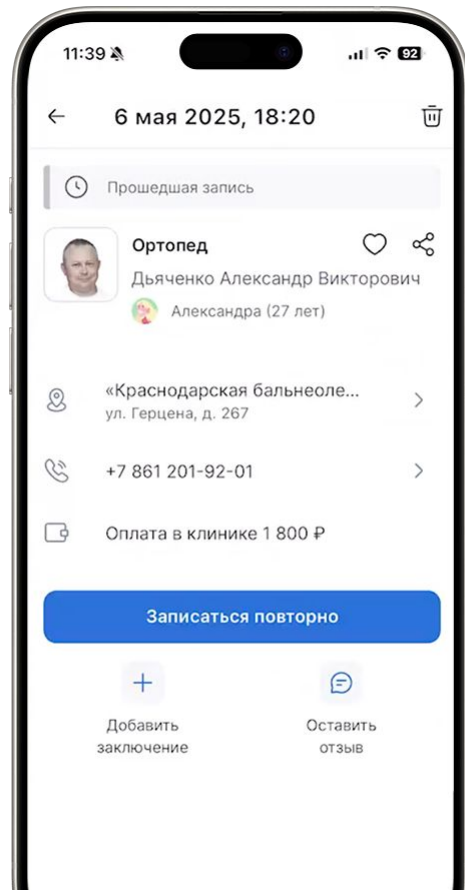 11:39
92
6 мая 2025, 18:20
Прошедшая запись
Ортопед
Дьяченко Александр Викторович
Александра (27 лет)
«Краснодарская бальнеоле...
ул. Герцена, д. 267
+7 861 201-92-01
Оплата в клинике 1 800 ₽
Записаться повторно
Добавить
заключение
Оставить
отзыв